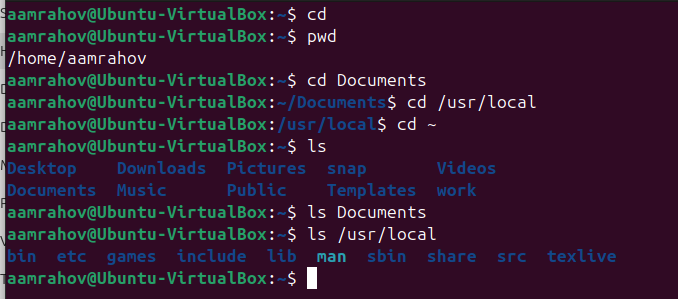 aamrahov@Ubuntu-VirtualBox:~$ cd
aamrahov@Ubuntu-VirtualBox:~$ pwd
/home/aamrahov
aamrahov@Ubuntu-VirtualBox:~$ cd Documents
aamrahov@Ubuntu-VirtualBox:~/Documents$ cd /usr/local
aamrahov@Ubuntu-VirtualBox:/usr/local$ cd ~
aamrahov@Ubuntu-VirtualBox:~$ ls
Desktop Downloads Pictures snap Videos
Documents Music Public Templates work
aamrahov@Ubuntu-VirtualBox:~$ ls Documents
aamrahov@Ubuntu-VirtualBox:~$ ls /usr/local
bin etc games include lib man sbin share src texlive
aamrahov@Ubuntu-VirtualBox:~$